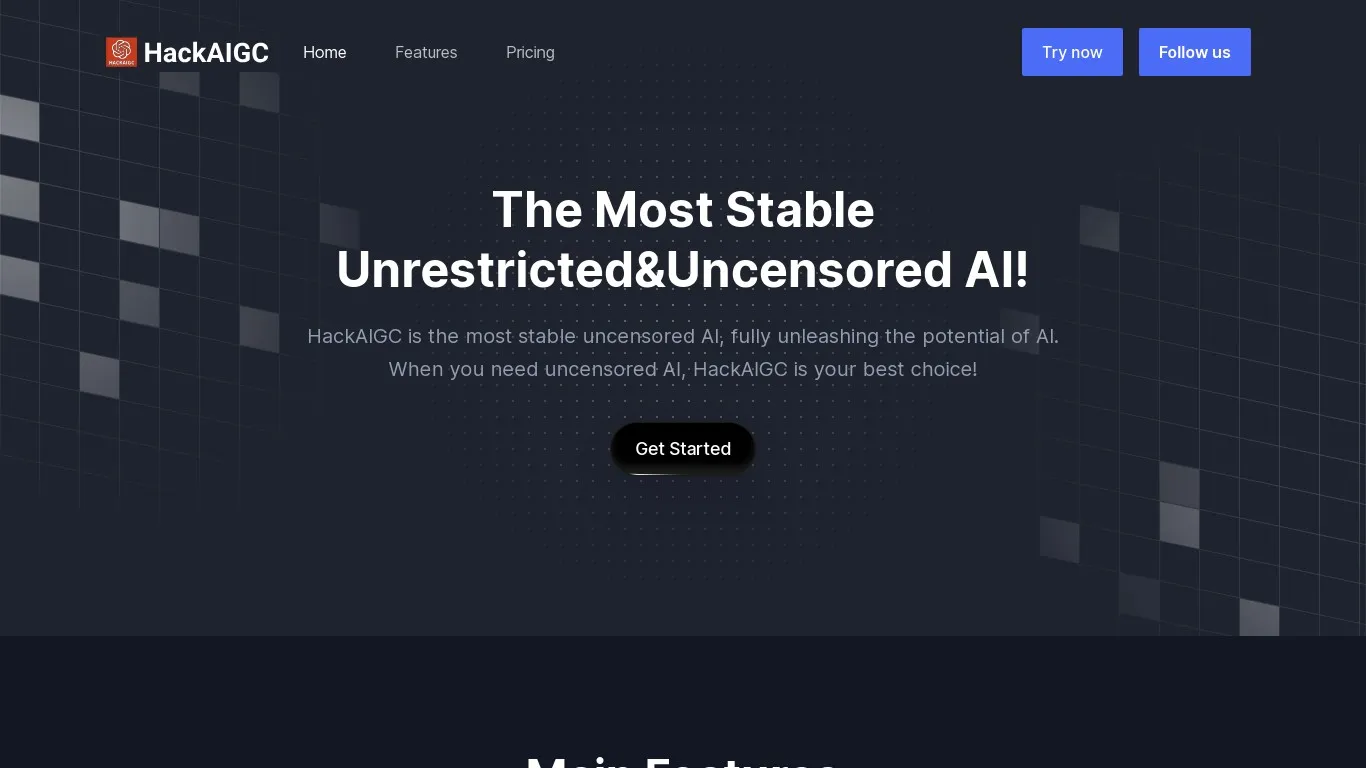 HACKAIGC
HackAIGC
Home
Features
Pricing
Try now
Follow us
The Most Stable
Unrestricted&Uncensored AI!
HackAIGC is the most stable uncensored AI, fully unleashing the potential of AI.
When you need uncensored AI, HackAIGC is your best choice!
Get Started
Main Features